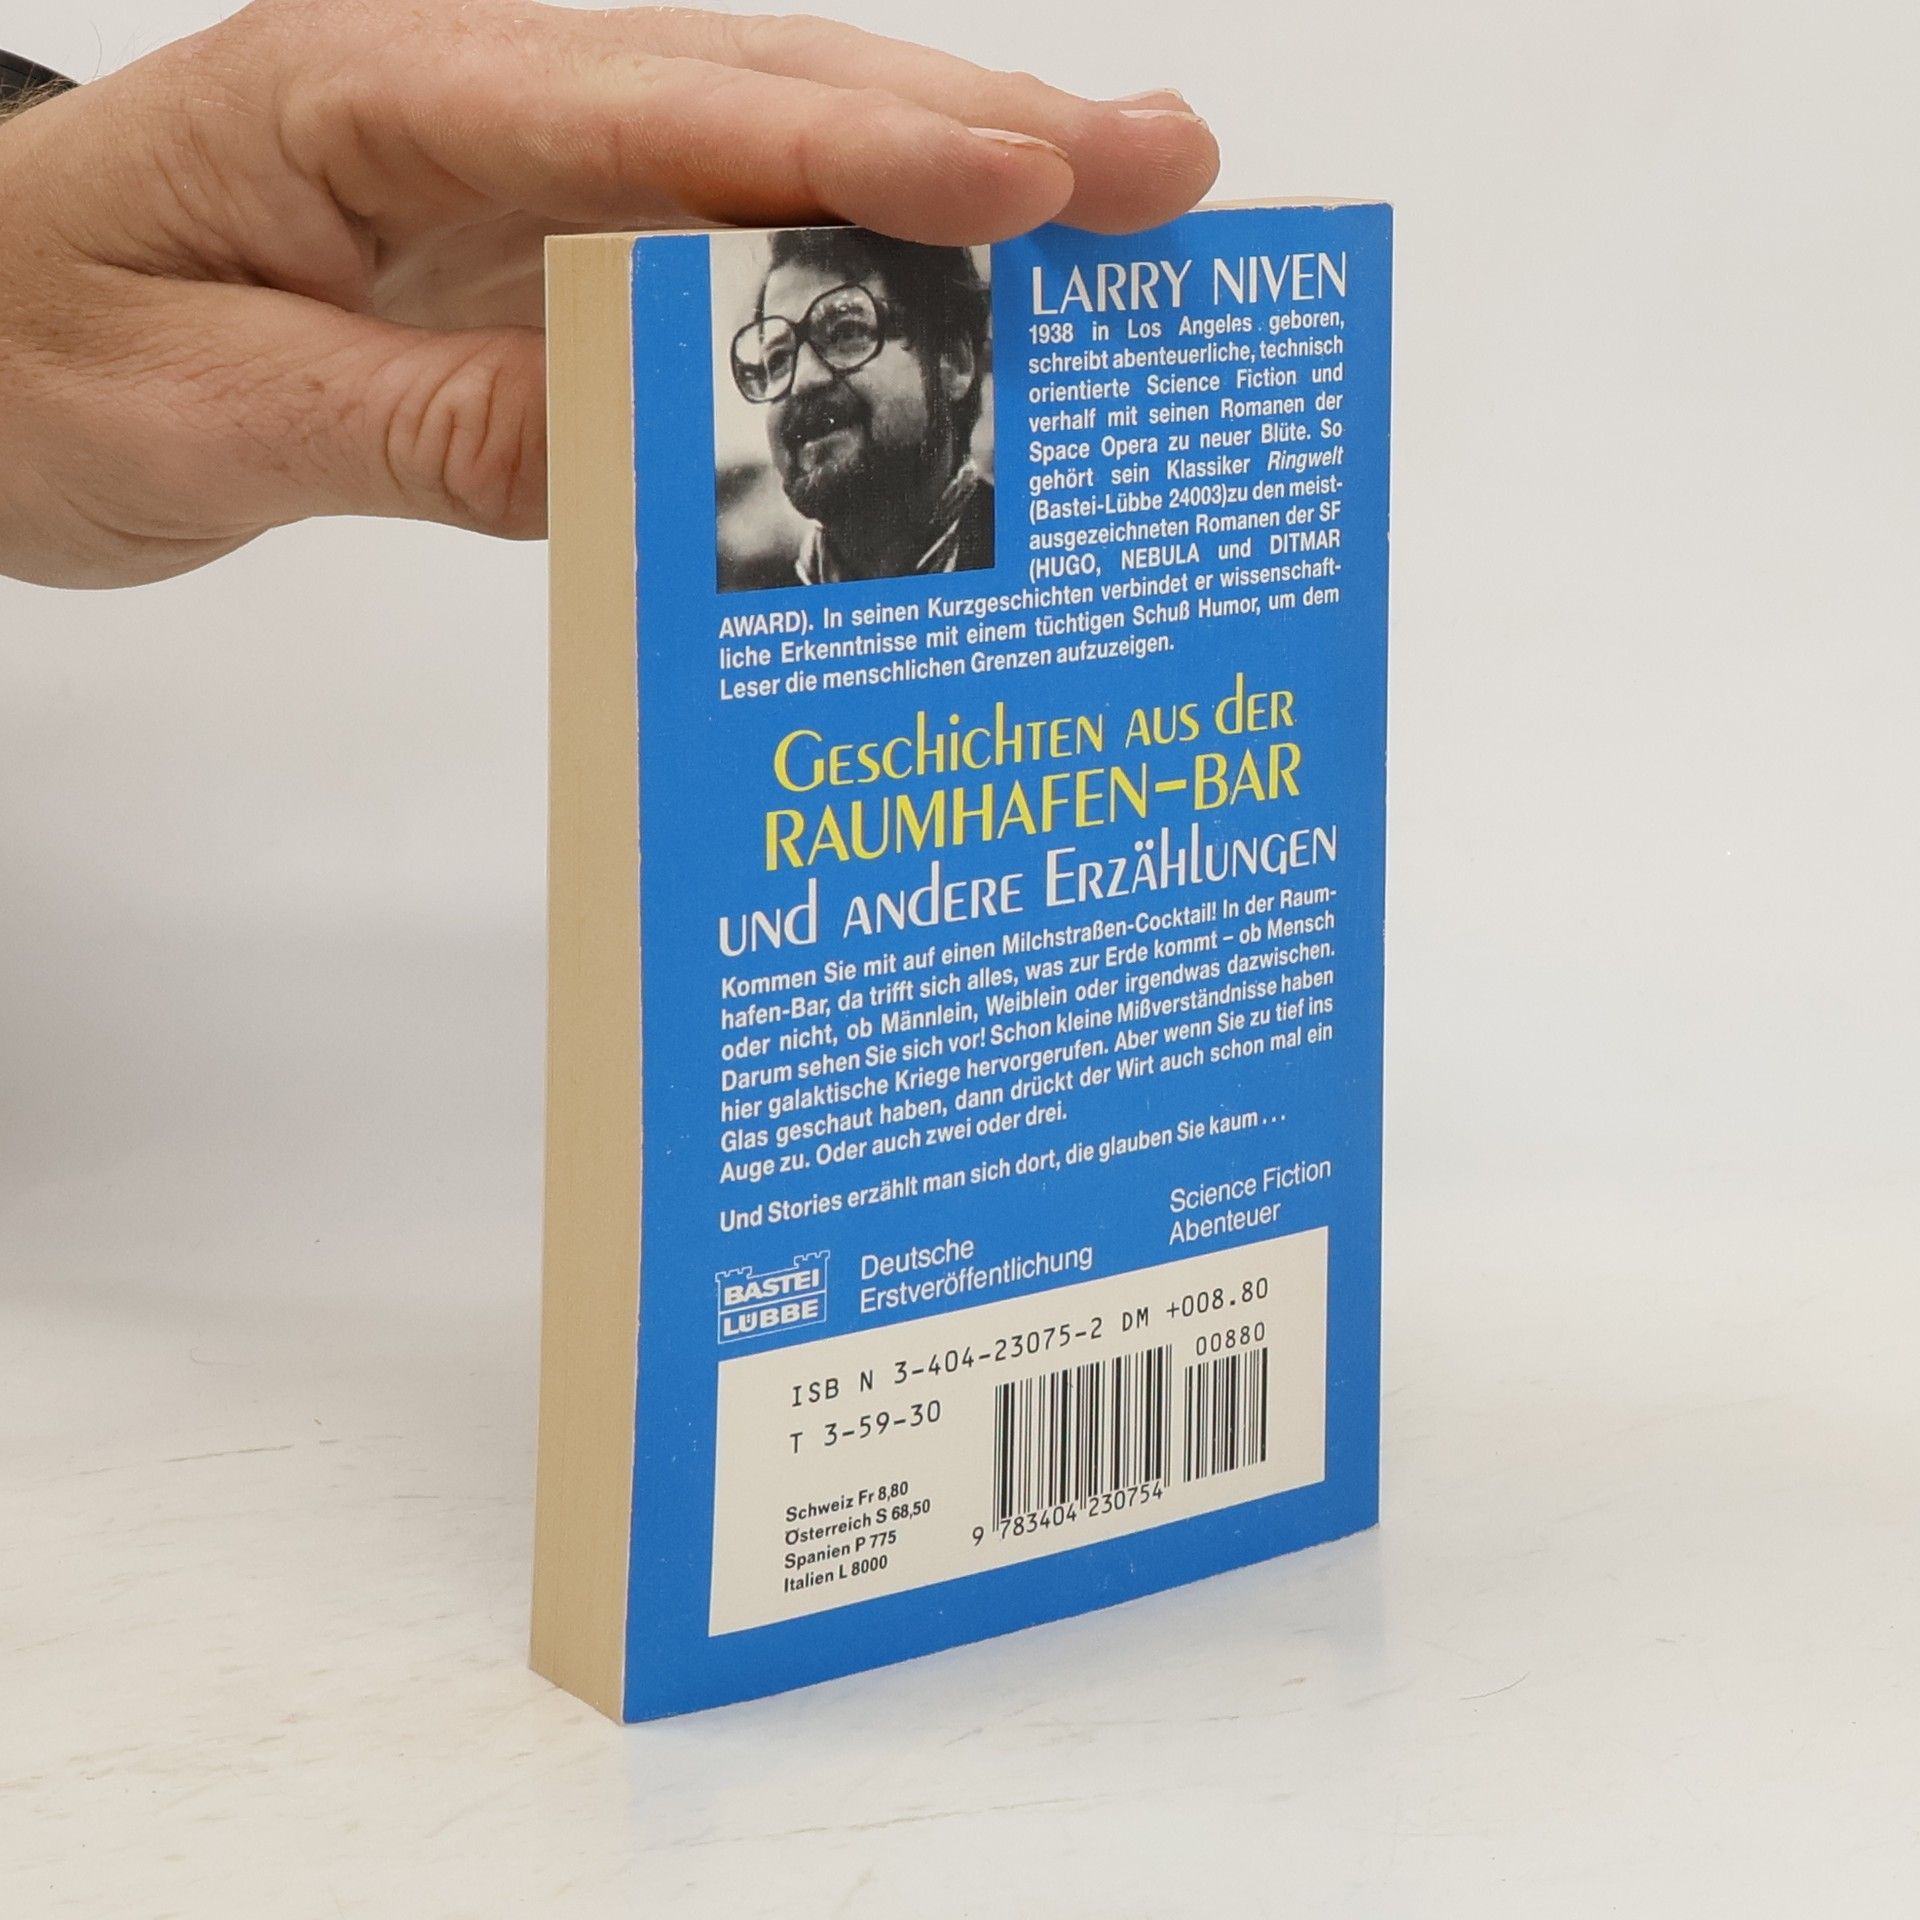 LARRY NIVEN
1938 in Los Angeles geboren,
schreibt abenteuerliche, technisch
orientierte Science Fiction und
verhalf mit seinen Romanen der
Space Opera zu neuer Blüte. So
gehört sein Klassiker Ringwelt
(Bastei-Lübbe 24003)zu den meist-
ausgezeichneten Romanen der SF
(HUGO, NEBULA und DITMAR
AWARD). In seinen Kurzgeschichten verbindet er wissenschaft-
liche Erkenntnisse mit einem tüchtigen Schuß Humor, um dem
Leser die menschlichen Grenzen aufzuzeigen.
GESCHICHTEN AUS DER
RAUMHAFEN-BAR
UND ANDERE ERZÄHLUNGEN
Kommen Sie mit auf einen Milchstraßen-Cocktail! In der Raum-
hafen-Bar, da trifft sich alles, was zur Erde kommt – ob Mensch
oder nicht, ob Männlein, Weiblein oder irgendwas dazwischen.
Darum sehen Sie sich vor! Schon kleine Mißverständnisse haben
hier galaktische Kriege hervorgerufen. Aber wenn Sie zu tief ins
Glas geschaut haben, dann drückt der Wirt auch schon mal ein
Auge zu. Oder auch zwei oder drei.
Und Stories erzählt man sich dort, die glauben Sie kaum . . .
BASTEI
LÜBBE
Deutsche
Erstveröffentlichung
Science Fiction
Abenteuer
ISB N 3-404-23075-2 DM +008.80
T 3-59-30
00880
Schweiz Fr 8,80
Österreich S 68,50
Spanien P 775
Italien L 8000
9 783404 230754